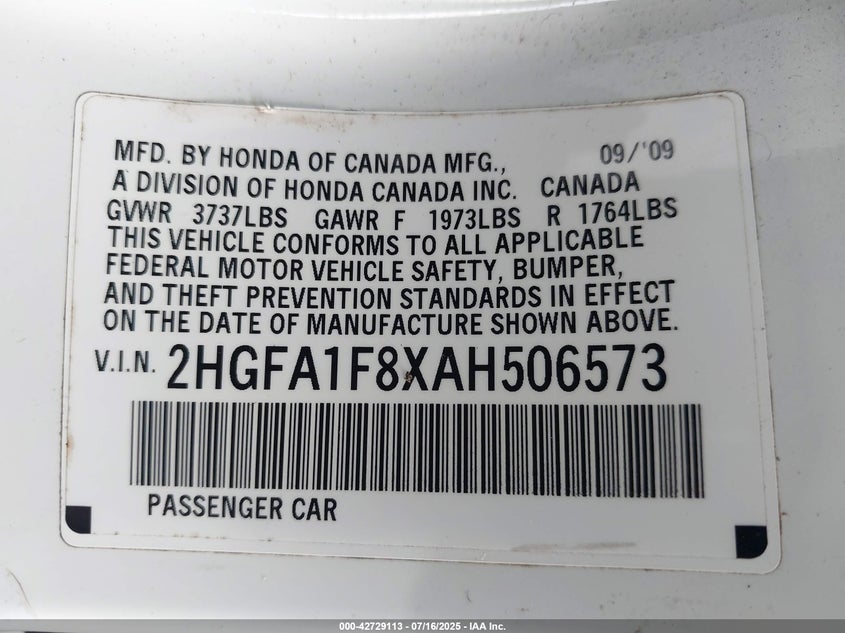 MFD. BY HONDA OF CANADA MFG., 09/'09
A DIVISION OF HONDA CANADA INC. CANADA
GVWR 3737LBS GAWR F 1973LBS R 1764LBS
THIS VEHICLE CONFORMS TO ALL APPLICABLE
FEDERAL MOTOR VEHICLE SAFETY, BUMPER,
AND THEFT PREVENTION STANDARDS IN EFFECT
ON THE DATE OF MANUFACTURE SHOWN ABOVE.
V.I.N. 2HGFA1F8XAH506573
PASSENGER CAR
000-42729113 - 07/16/2025 - IAA Inc.